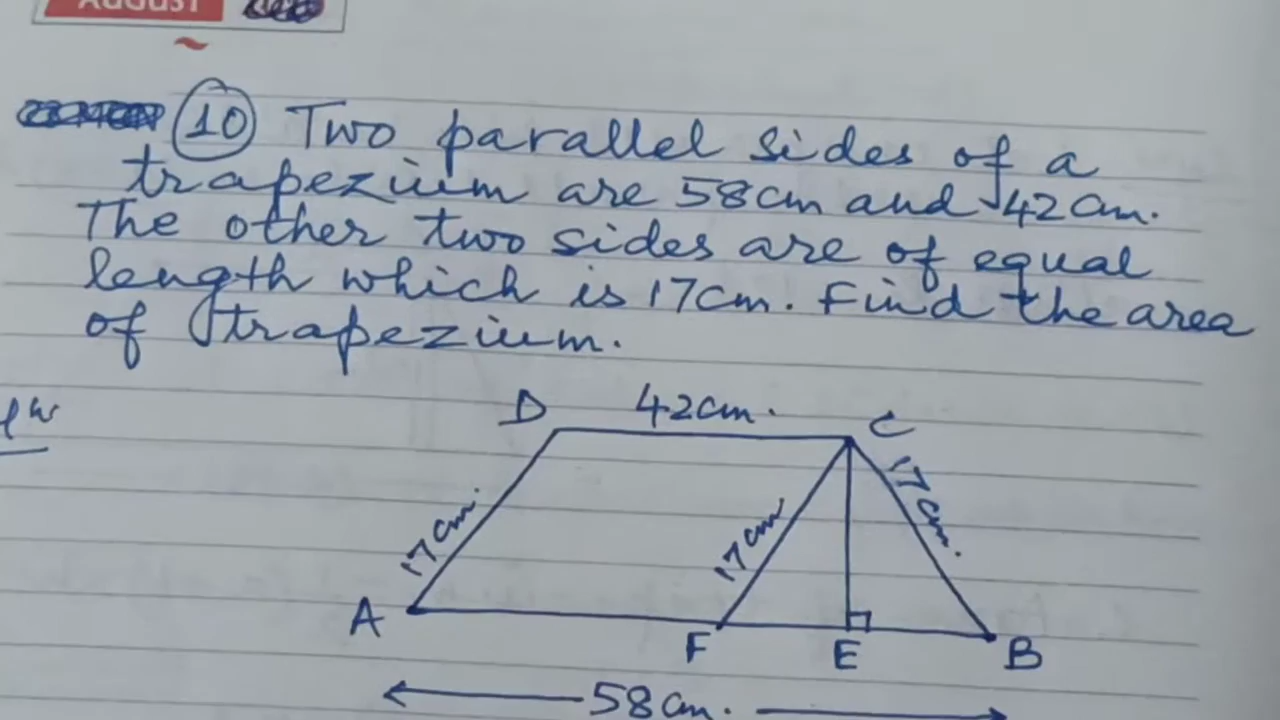 AUGUST
10 Two parallel sides of a
trapezium are 58cm and 42cm.
The other two sides are of equal
length which is 17cm. Find the area
of trapezium.
D 42cm. C
17cm.
17cm
17cm.
A F E B
58cm.